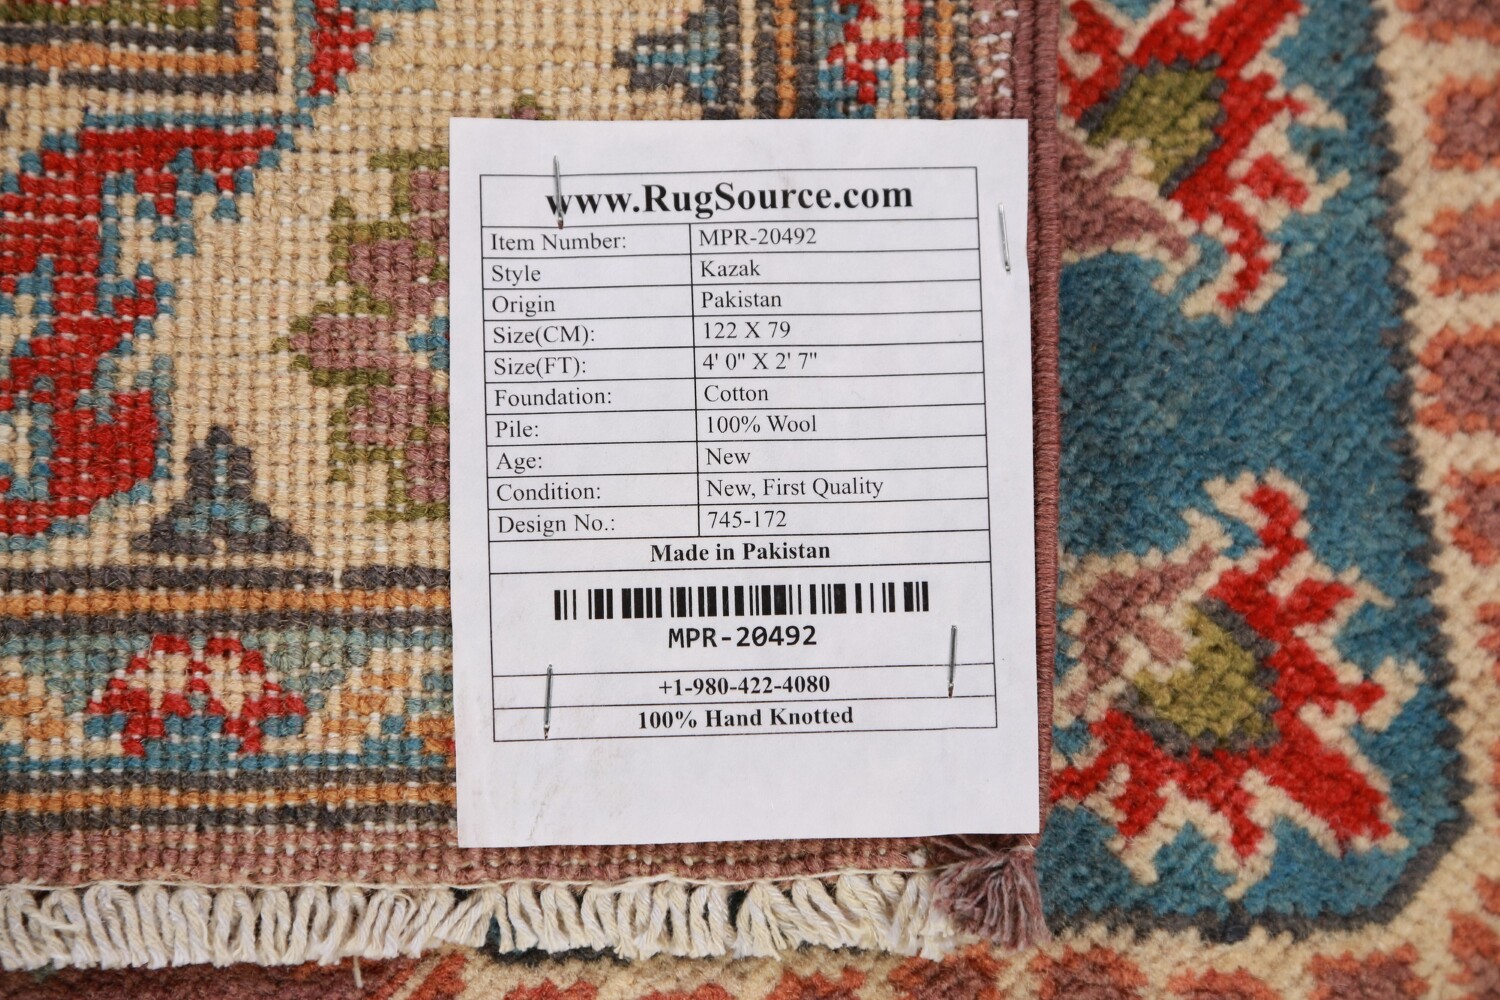 www.RugSource.com
Item Number: MPR-20492
Style Kazak
Origin Pakistan
Size(CM): 122 X 79
Size(FT): 4' 0" X 2' 7"
Foundation: Cotton
Pile: 100% Wool
Age: New
Condition: New, First Quality
Design No.: 745-172
Made in Pakistan
MPR-20492
+1-980-422-4080
100% Hand Knotted